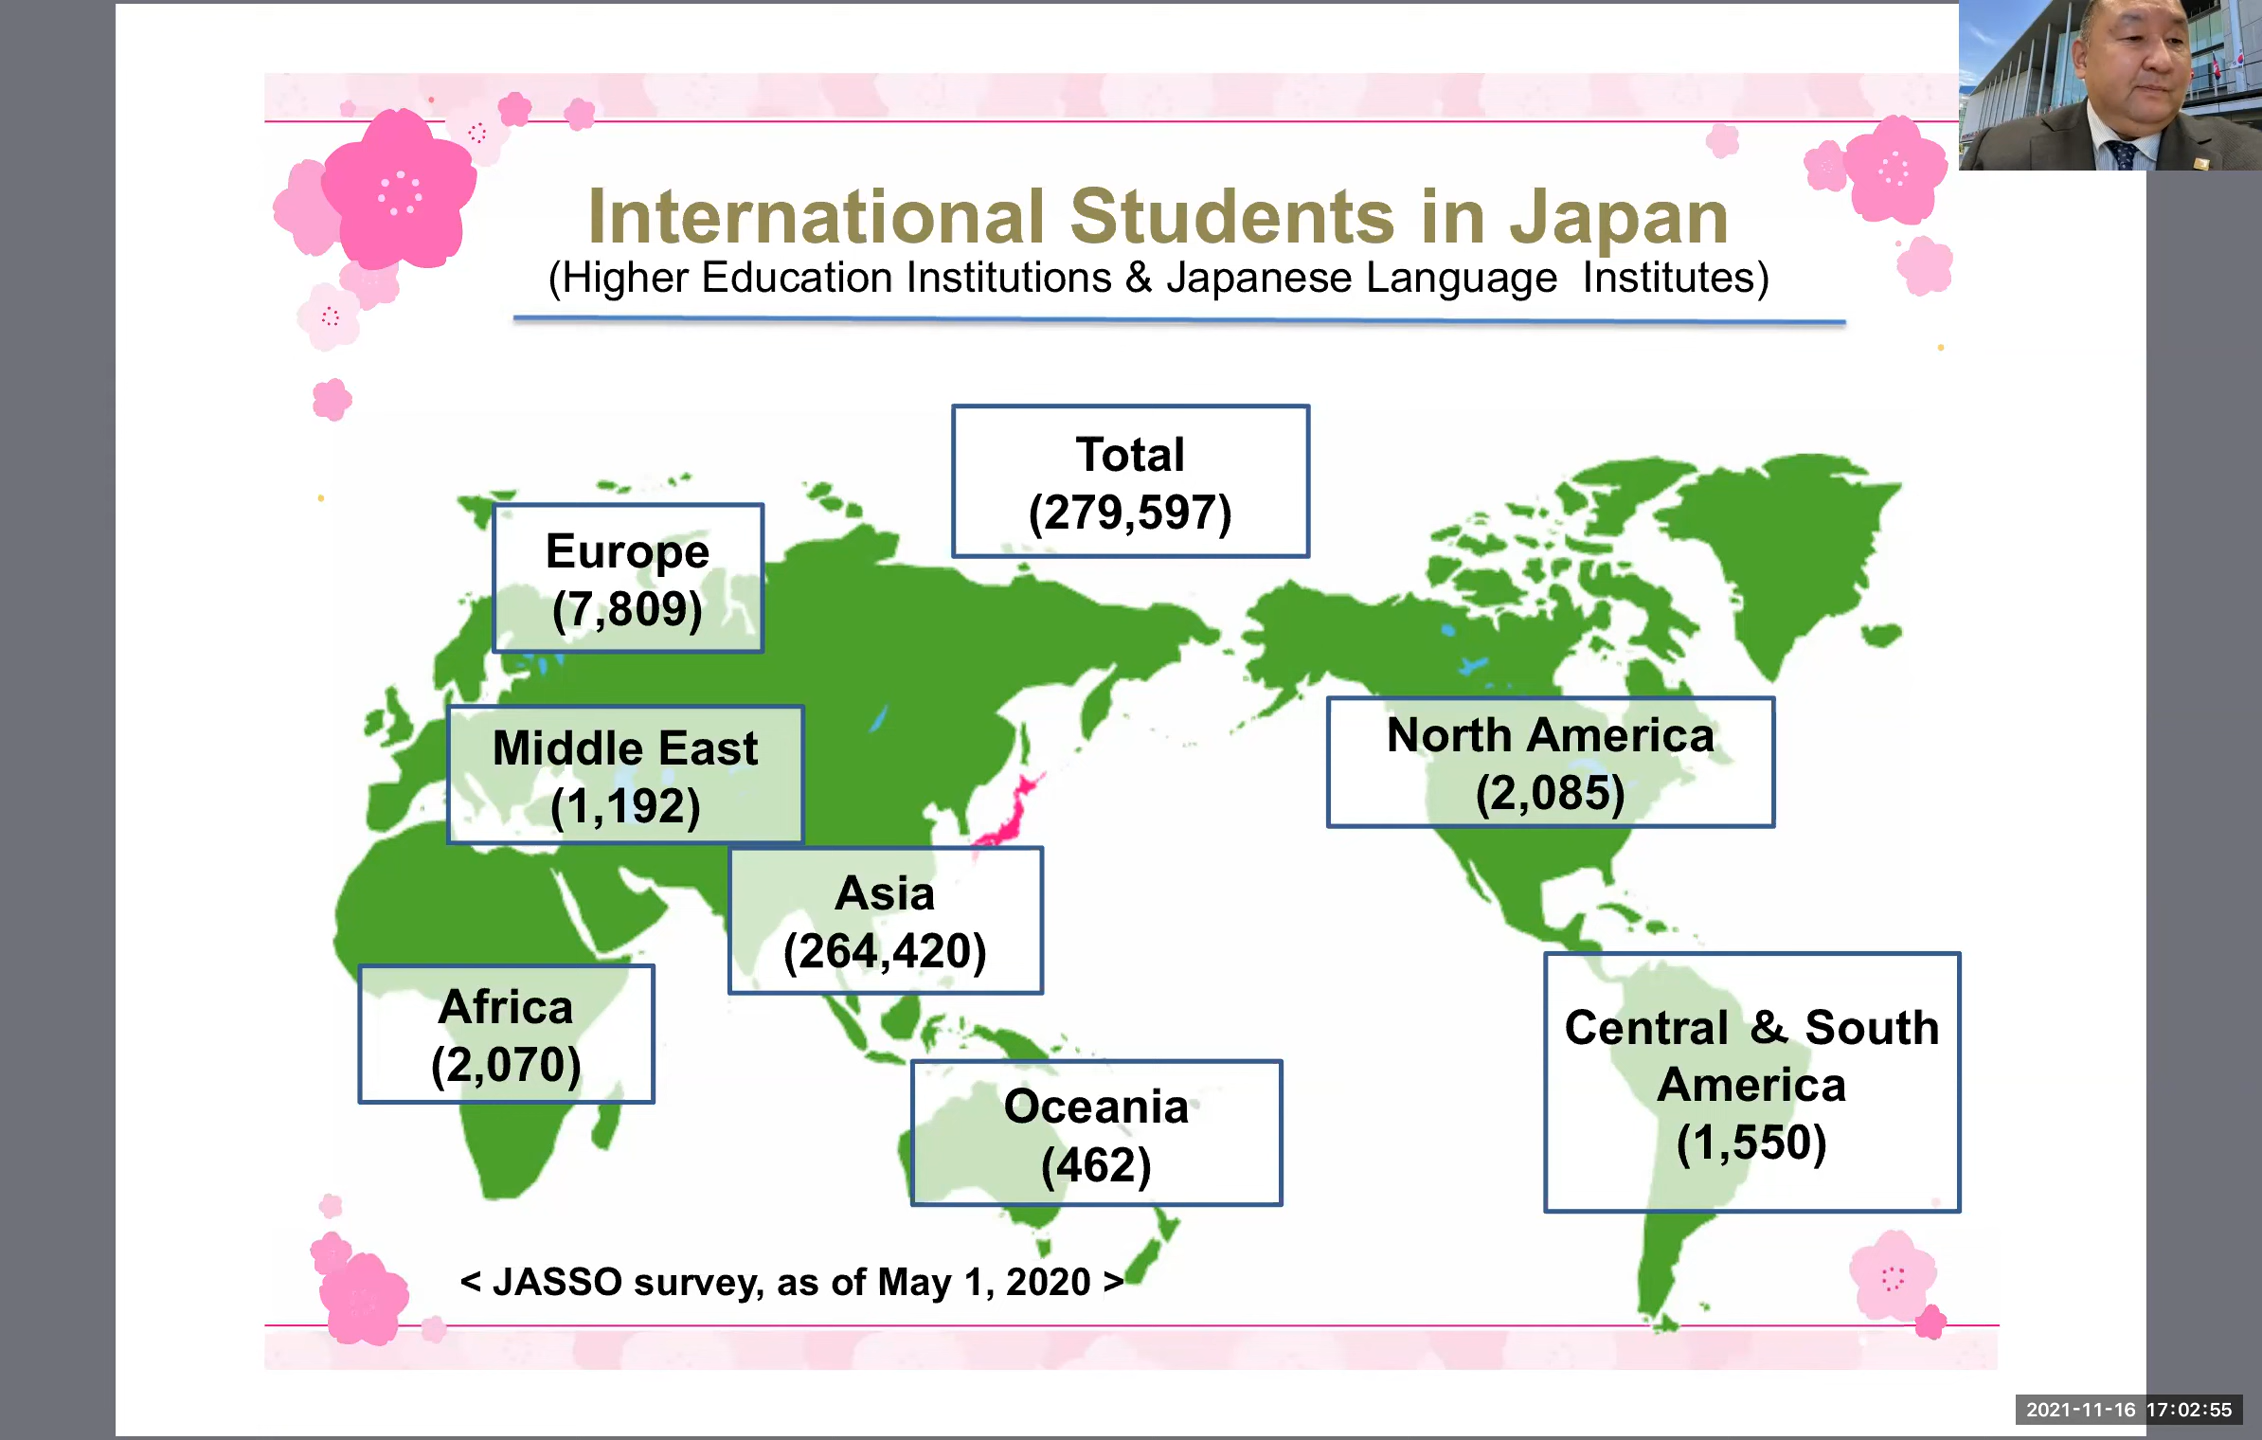 International Students in Japan
(Higher Education Institutions & Japanese Language Institutes)
Total
(279,597)
Europe
(7,809)
Middle East
(1,192)
North America
(2,085)
Asia
(264,420)
Africa
(2,070)
Central & South
America
(1,550)
Oceania
(462)
< JASSO survey, as of May 1, 2020 >
2021-11-16 17:02:55